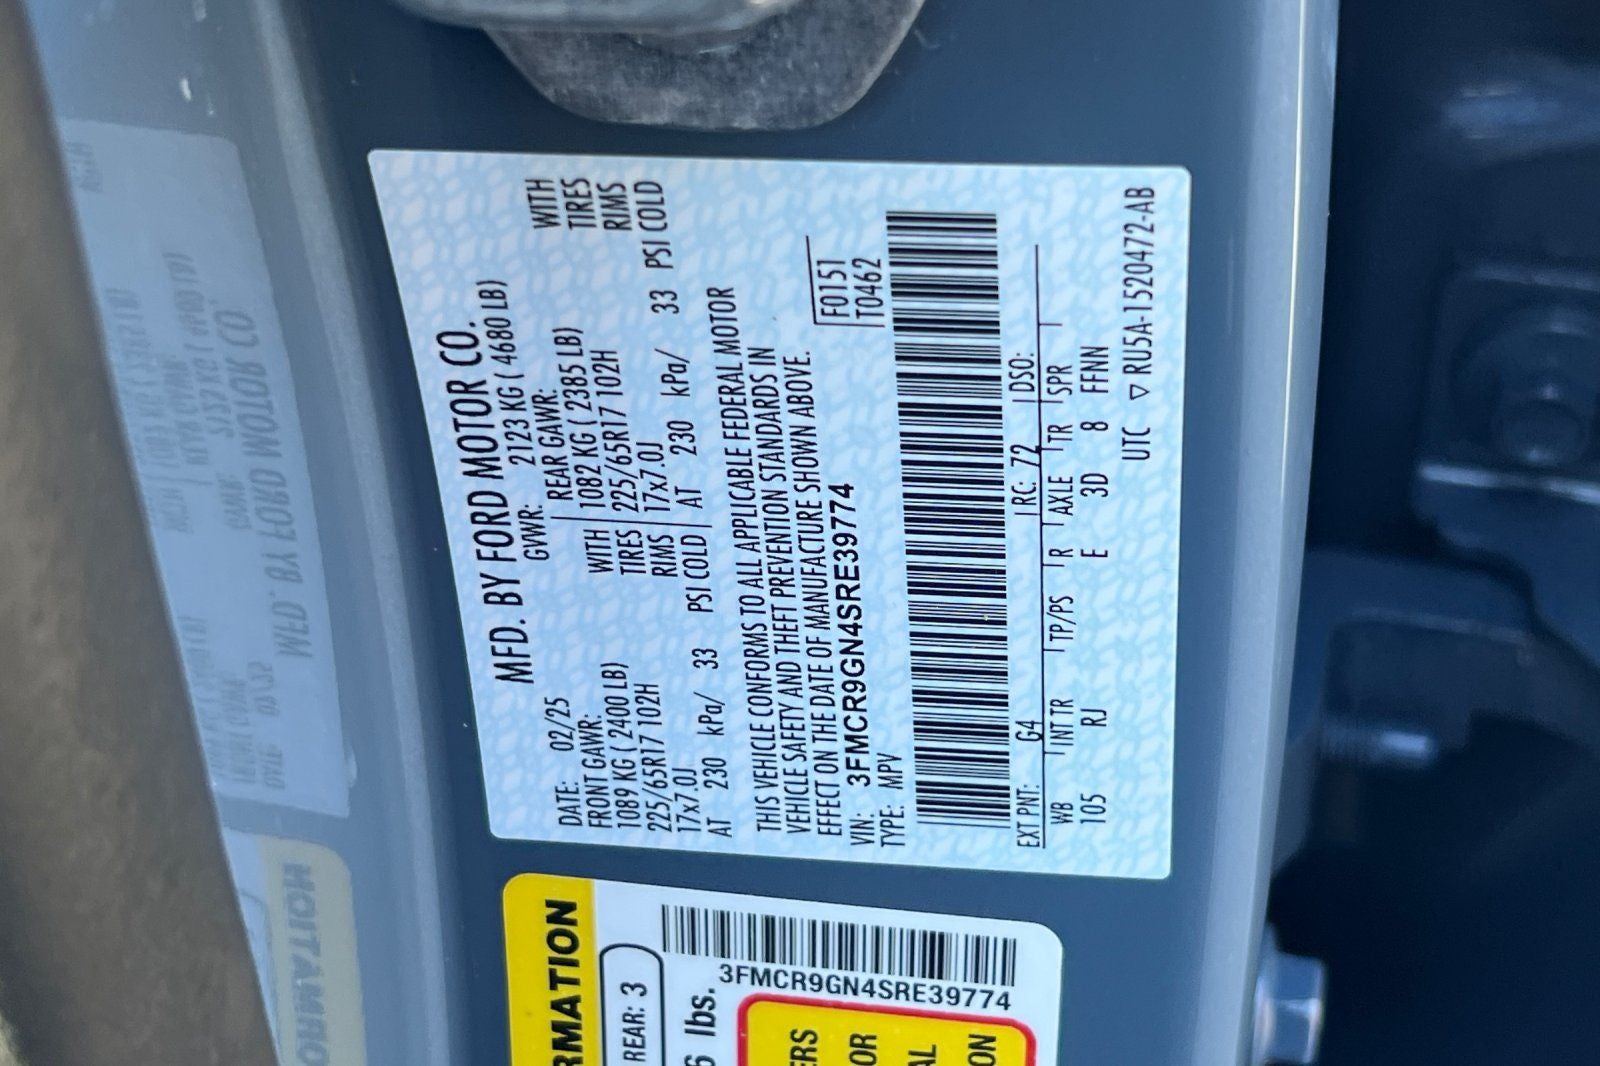 MFD. BY FORD MOTOR CO.
DATE: 02/25 GVWR: 2123 KG ( 4680 LB)
FRONT GAWR: REAR GAWR: WITH
1089 KG ( 2400 LB) WITH 1082 KG ( 2385 LB) TIRES
225/65R17 102H TIRES 225/65R17 102H RIMS
17x7.0J RIMS 17x7.0J
AT 230 kPa/ 33 PSI COLD AT 230 kPa/ 33 PSI COLD
THIS VEHICLE CONFORMS TO ALL APPLICABLE FEDERAL MOTOR
VEHICLE SAFETY AND THEFT PREVENTION STANDARDS IN
EFFECT ON THE DATE OF MANUFACTURE SHOWN ABOVE.
VIN: 3FMCR9GN4SRE39774 F0151
TYPE: MPV T0462
EXT PNT: G4 RC: 72 DSO:
WB INT TR TP/PS R AXLE TR SPR
105 RJ E 3D 8 FFNN
UTC ▽ RU5A-1520472-AB
RMATION
REAR: 3
6 lbs.
3FMCR9GN4SRE39774
ERS
OR
AL
ON